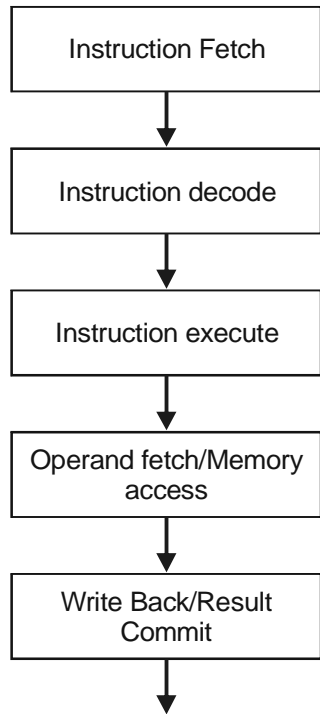 Instruction Fetch
Instruction decode
Instruction execute
Operand fetch/Memory
access
Write Back/Result
Commit